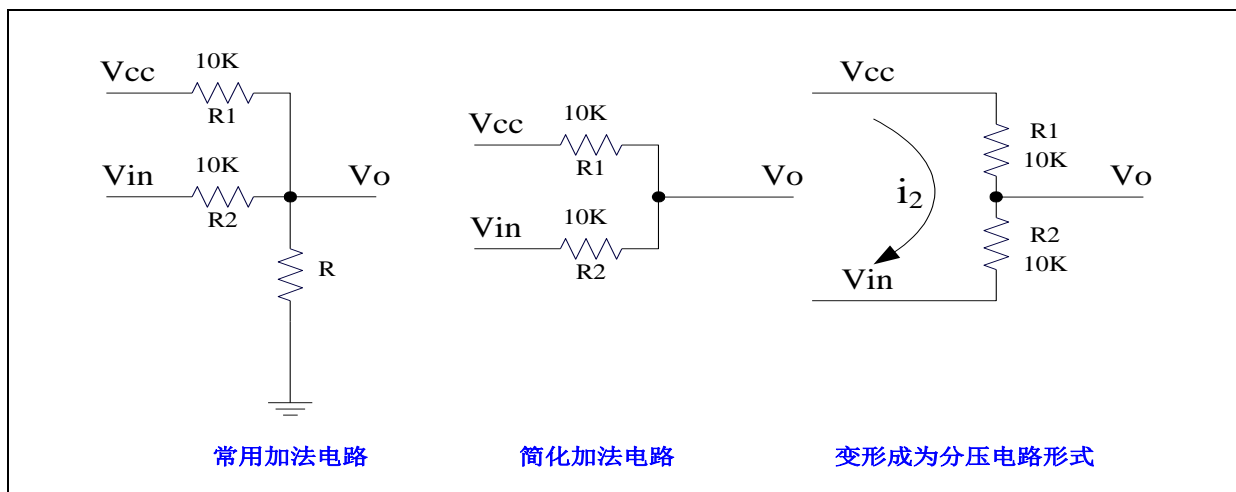 10K
Vcc
R1
10K
Vin
R2
Vo
R
常用加法电路
10K
Vcc
R1
10K
Vin
R2
Vo
简化加法电路
Vcc
R1
10K
Vo
i2
R2
10K
Vin
变形成为分压电路形式